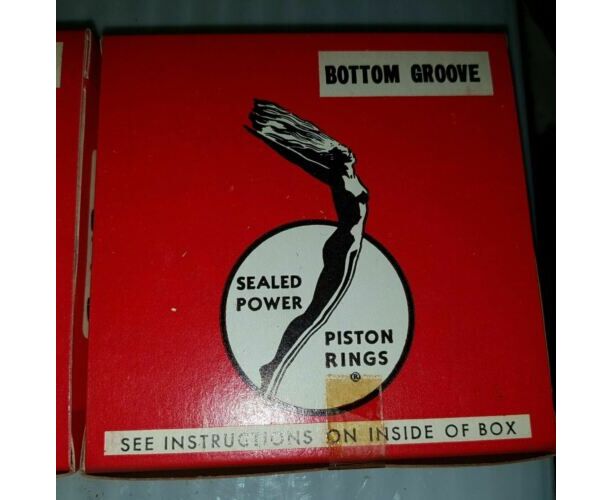 BOTTOM GROOVE
SEALED
POWER
PISTON
RINGS
®
SEE INSTRUCTIONS ON INSIDE OF BOX